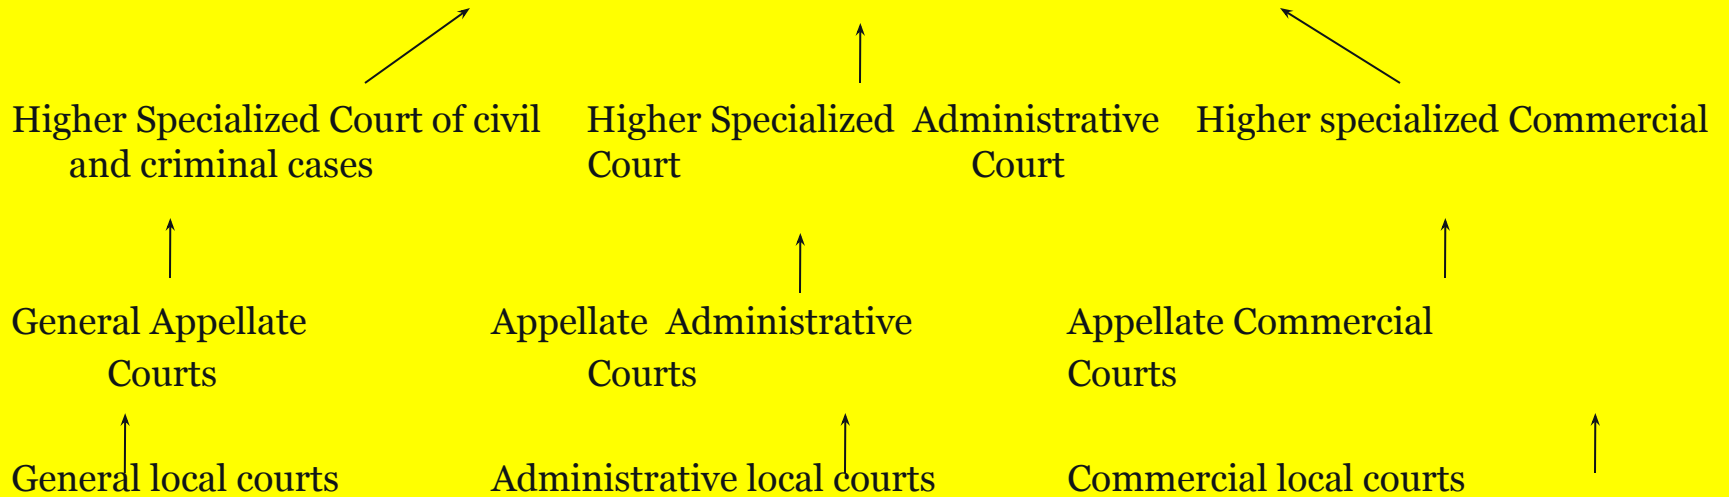 Higher Specialized Court of civil Higher Specialized Administrative Higher specialized Commercial
and criminal cases Court Court
General Appellate Appellate Administrative Appellate Commercial
Courts Courts Courts
General local courts Administrative local courts Commercial local courts